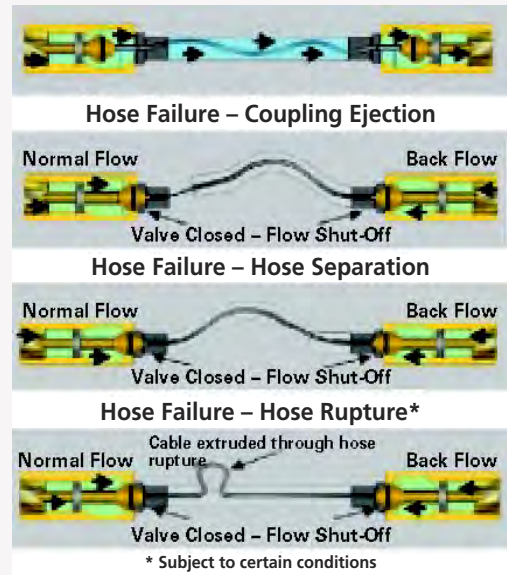 Hose Failure – Coupling Ejection
Normal Flow Back Flow
Valve Closed – Flow Shut-Off
Hose Failure – Hose Separation
Normal Flow Back Flow
Valve Closed – Flow Shut-Off
Hose Failure – Hose Rupture*
Cable extruded through hose
rupture
Normal Flow Back Flow
Valve Closed – Flow Shut-Off
* Subject to certain conditions